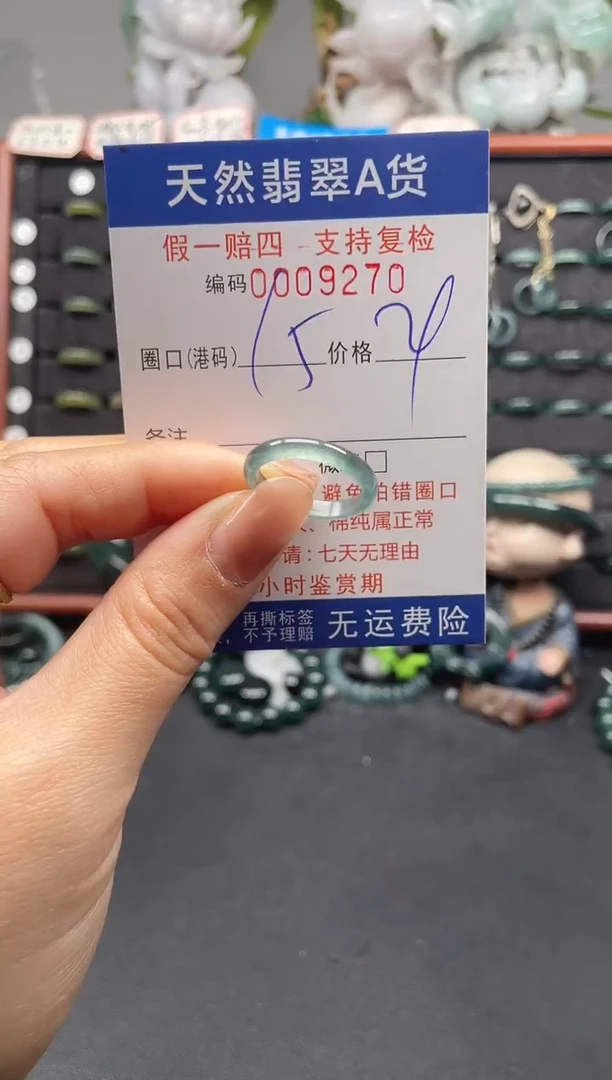 天然翡翠A货
假一赔四 支持复检
编码0009270
圈口(港码) 15 价格
备注
避免拍错圈口
、棉纯属正常
请:七天无理由
小时鉴赏期
再撕标签
,不予理赔
无运费险